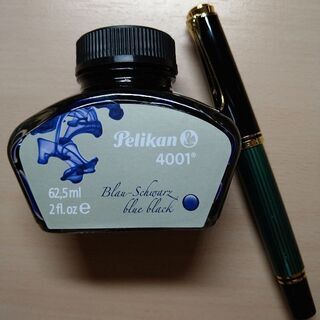 Pelikan
4001®
62,5 ml
2 fl.oz ℮
Blau-Schwarz
blue black